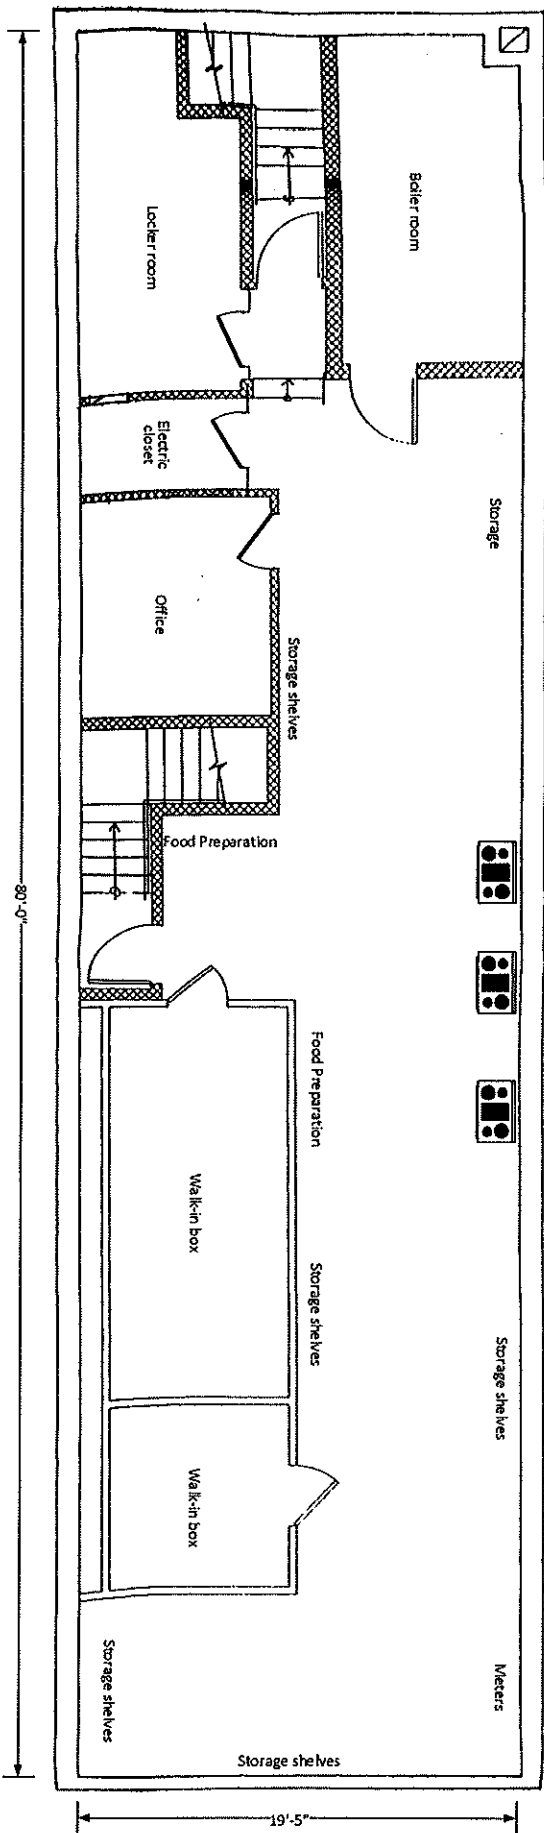 Boiler room
Locker room
Electric
closet
Storage
Office
Storage shelves
Food Preparation
80'-0"
Food Preparation
Walk-in box
Storage shelves
Storage shelves
Walk-in box
Storage shelves
Meters
Storage shelves
19'-5"